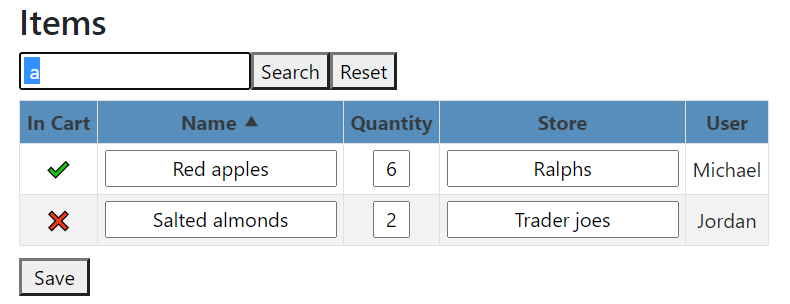 Items
a Search Reset
In Cart Name ▲ Quantity Store User
Red apples 6 Ralphs Michael
Salted almonds 2 Trader joes Jordan
Save